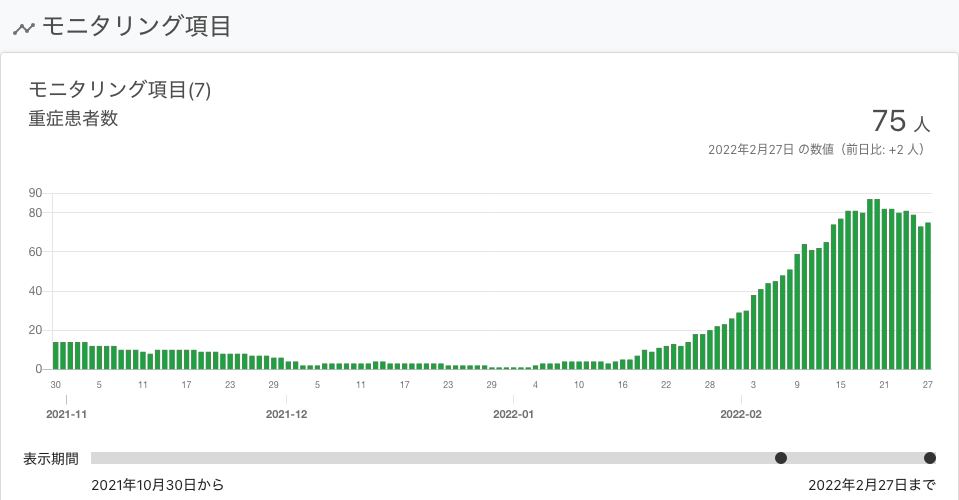 モニタリング項目
モニタリング項目(7)
重症患者数
75 人
2022年2月27日 の数値（前日比: +2 人）
90
80
60
40
20
0
30 5 11 17 23 29 5 11 17 23 29 4 10 16 22 28 3 9 15 21 27
2021-11 2021-12 2022-01 2022-02
表示期間
2021年10月30日から 2022年2月27日まで